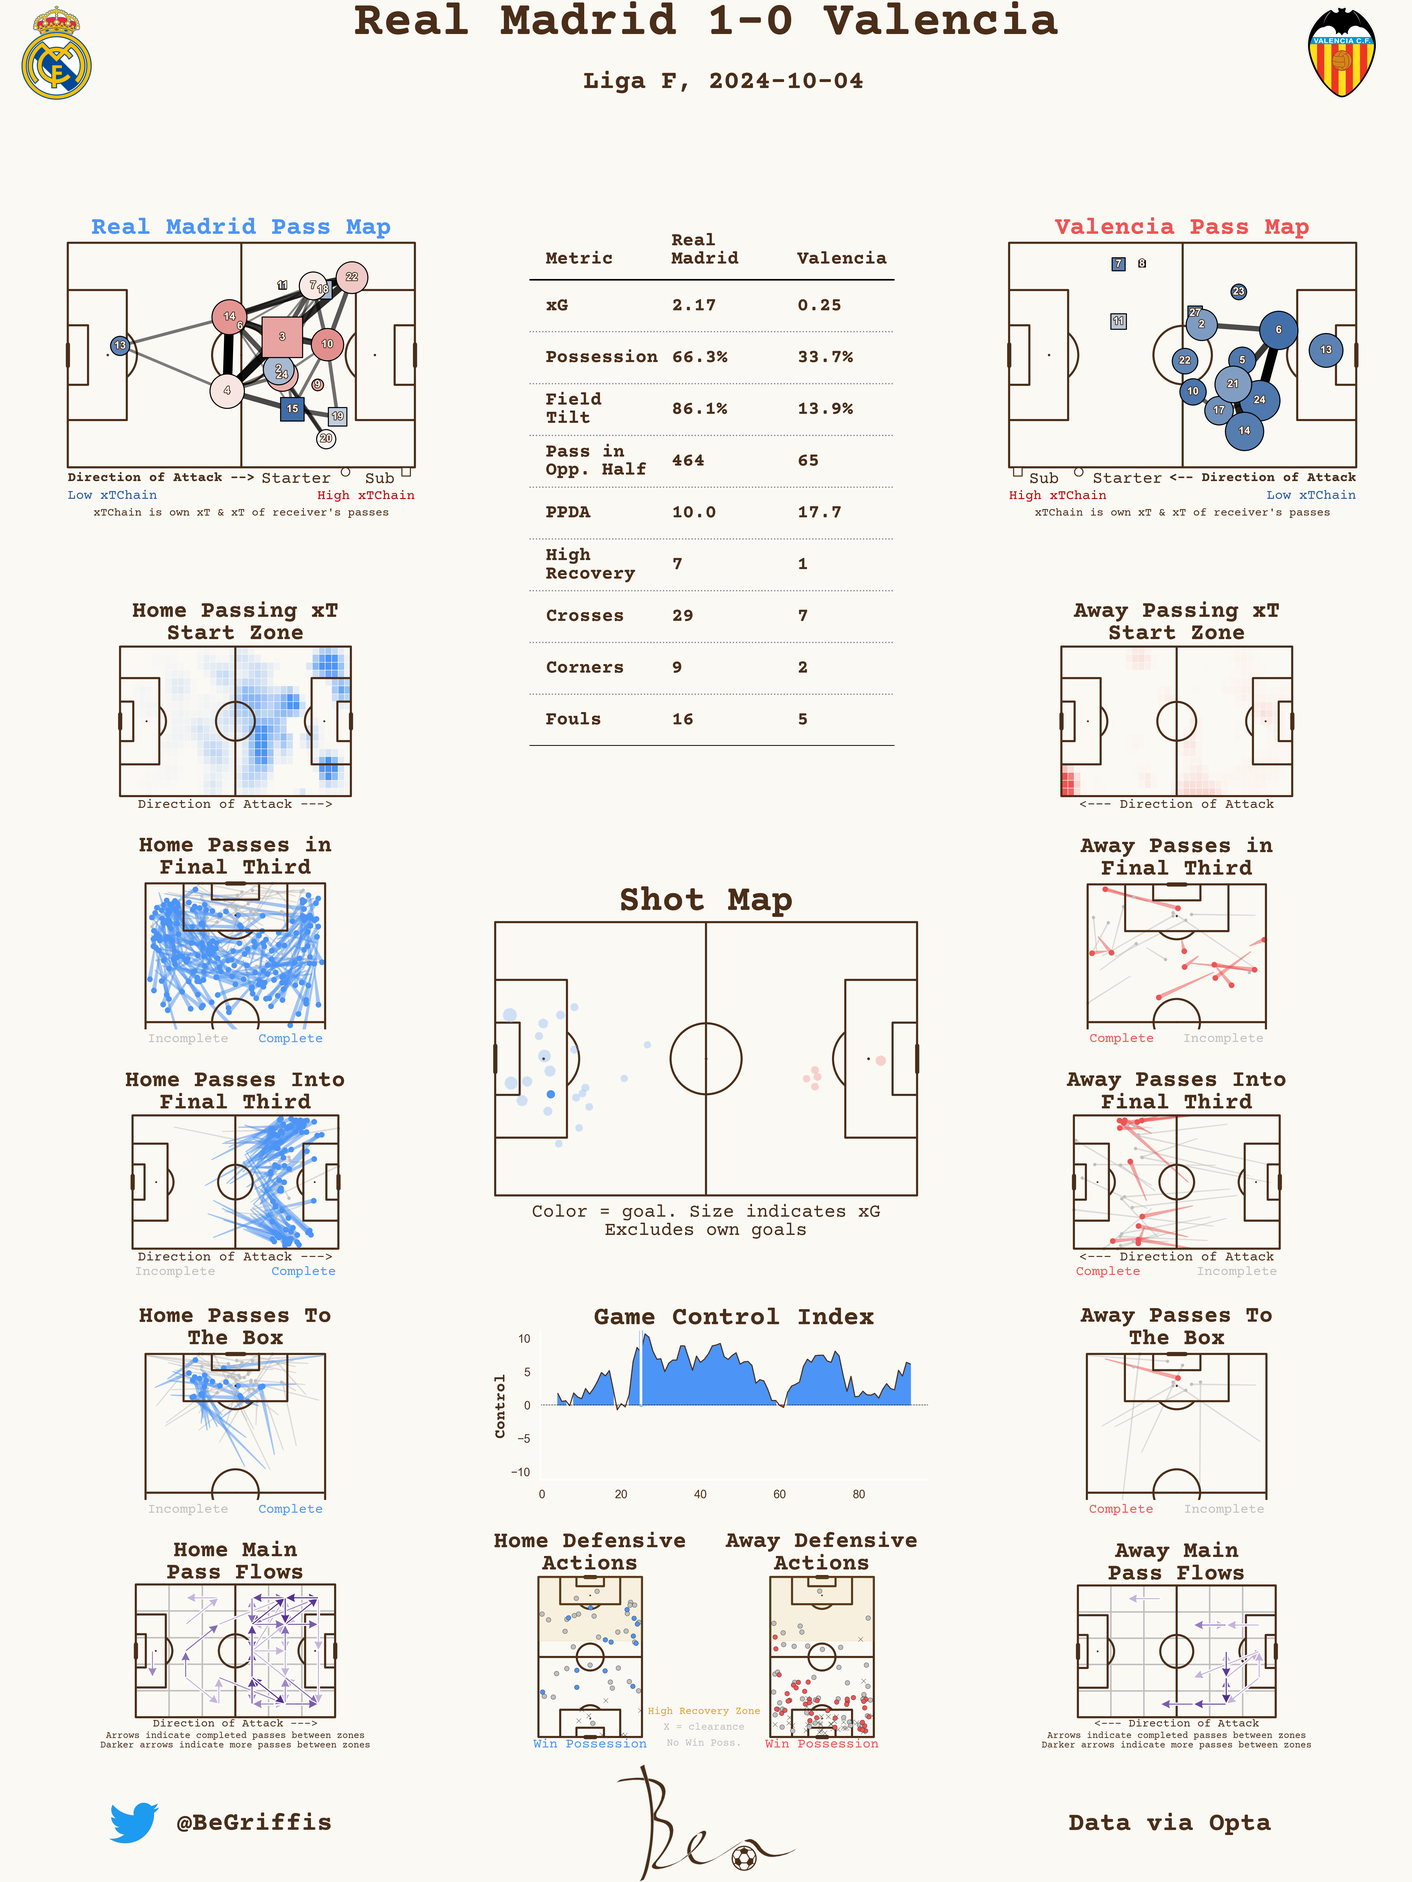 Real Madrid 1-0 Valencia
Liga F, 2024-10-04
VALENCIA C.F.
Real Madrid Pass Map
11
7
18
22
14
6
3
10
13
2
24
9
4
15
19
20
Direction of Attack --> Starter Sub
Low xTChain High xTChain
xTChain is own xT & xT of receiver's passes
Metric Real Madrid Valencia
xG 2.17 0.25
Possession 66.3% 33.7%
Field Tilt 86.1% 13.9%
Pass in Opp. Half 464 65
PPDA 10.0 17.7
High Recovery 7 1
Crosses 29 7
Corners 9 2
Fouls 16 5
Valencia Pass Map
7
8
23
27
11
2
6
13
22
5
21
10
24
17
14
Sub Starter <-- Direction of Attack
High xTChain Low xTChain
xTChain is own xT & xT of receiver's passes
Home Passing xT
Start Zone
Direction of Attack --->
Away Passing xT
Start Zone
<--- Direction of Attack
Home Passes in
Final Third
Incomplete Complete
Away Passes in
Final Third
Complete Incomplete
Shot Map
Color = goal. Size indicates xG
Excludes own goals
Home Passes Into
Final Third
Direction of Attack --->
Incomplete Complete
Away Passes Into
Final Third
<--- Direction of Attack
Complete Incomplete
Home Passes To
The Box
Incomplete Complete
Game Control Index
Control
10
5
0
−5
−10
0 20 40 60 80
Away Passes To
The Box
Complete Incomplete
Home Main
Pass Flows
Direction of Attack --->
Arrows indicate completed passes between zones
Darker arrows indicate more passes between zones
Home Defensive
Actions
Win Possession
Away Defensive
Actions
Win Possession
High Recovery Zone
X = clearance
No Win Poss.
Away Main
Pass Flows
<--- Direction of Attack
Arrows indicate completed passes between zones
Darker arrows indicate more passes between zones
@BeGriffis
Ben
Data via Opta